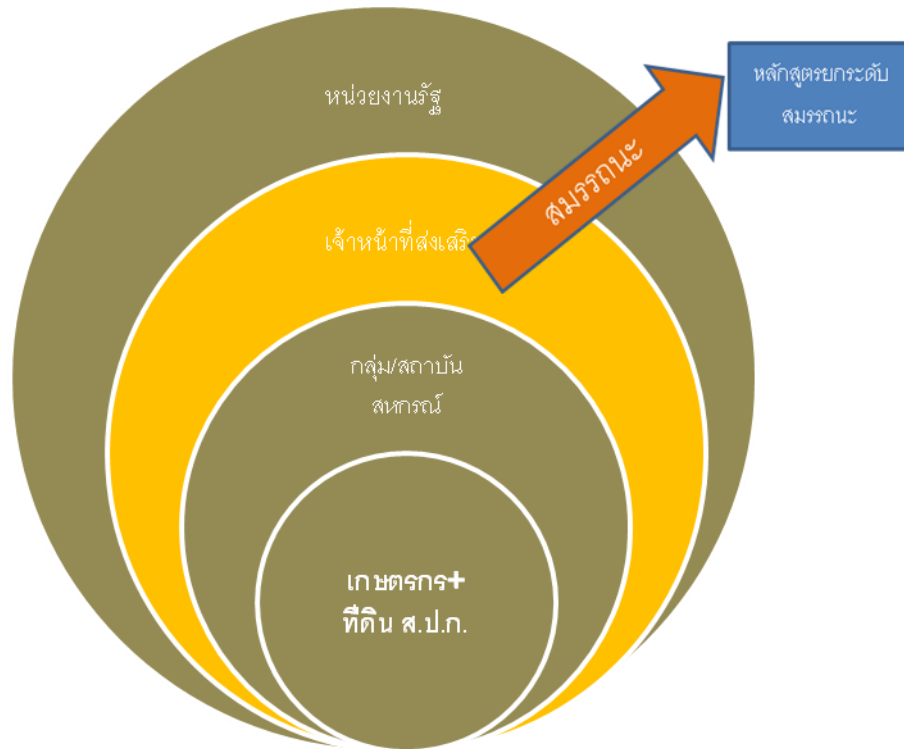 หน่วยงานรัฐ
หลักสูตรยกระดับ
สมรรถนะ
สมรรถนะ
เจ้าหน้าที่ส่งเสริ
กลุ่ม/สถาบัน
สหกรณ์
เกษตรกร+
ที่ดิน ส.ป.ก.